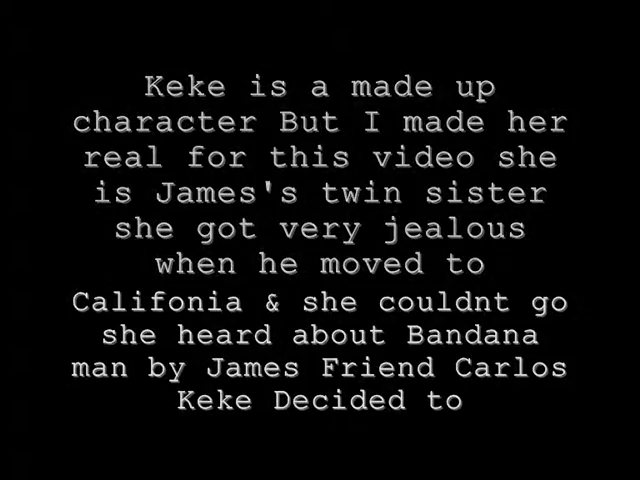 Keke is a made up
character But I made her
real for this video she
is James's twin sister
she got very jealous
when he moved to
Califonia & she couldnt go
she heard about Bandana
man by James Friend Carlos
Keke Decided to